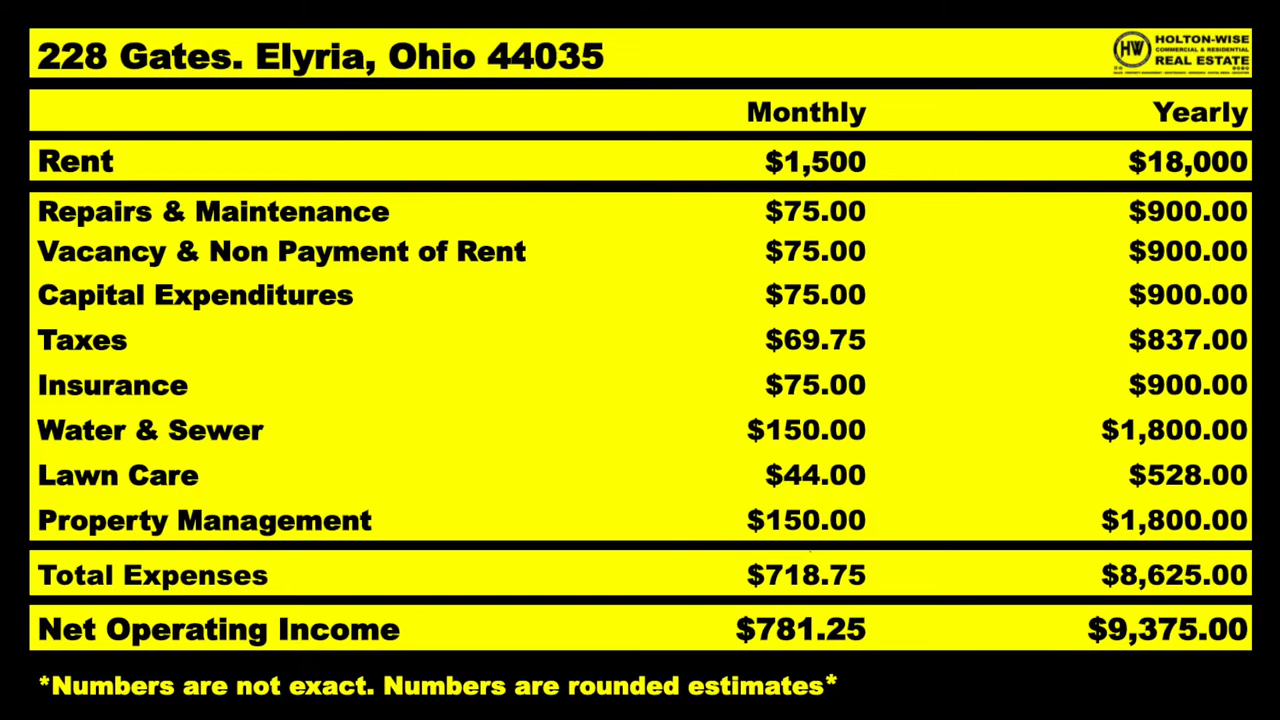 228 Gates. Elyria, Ohio 44035
HW
HOLTON-WISE
COMMERCIAL & RESIDENTIAL
REAL ESTATE
Monthly Yearly
Rent $1,500 $18,000
Repairs & Maintenance $75.00 $900.00
Vacancy & Non Payment of Rent $75.00 $900.00
Capital Expenditures $75.00 $900.00
Taxes $69.75 $837.00
Insurance $75.00 $900.00
Water & Sewer $150.00 $1,800.00
Lawn Care $44.00 $528.00
Property Management $150.00 $1,800.00
Total Expenses $718.75 $8,625.00
Net Operating Income $781.25 $9,375.00
*Numbers are not exact. Numbers are rounded estimates*